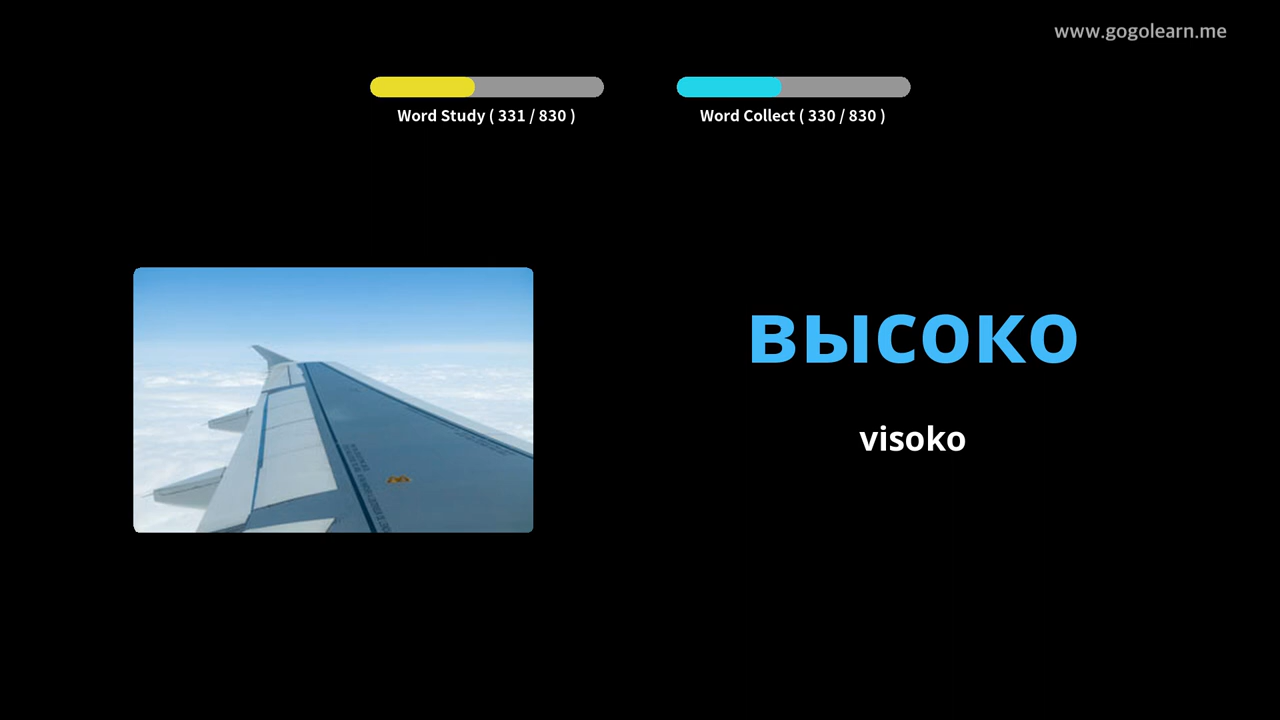 www.gogolearn.me
Word Study ( 331 / 830 )
Word Collect ( 330 / 830 )
высоко
visoko